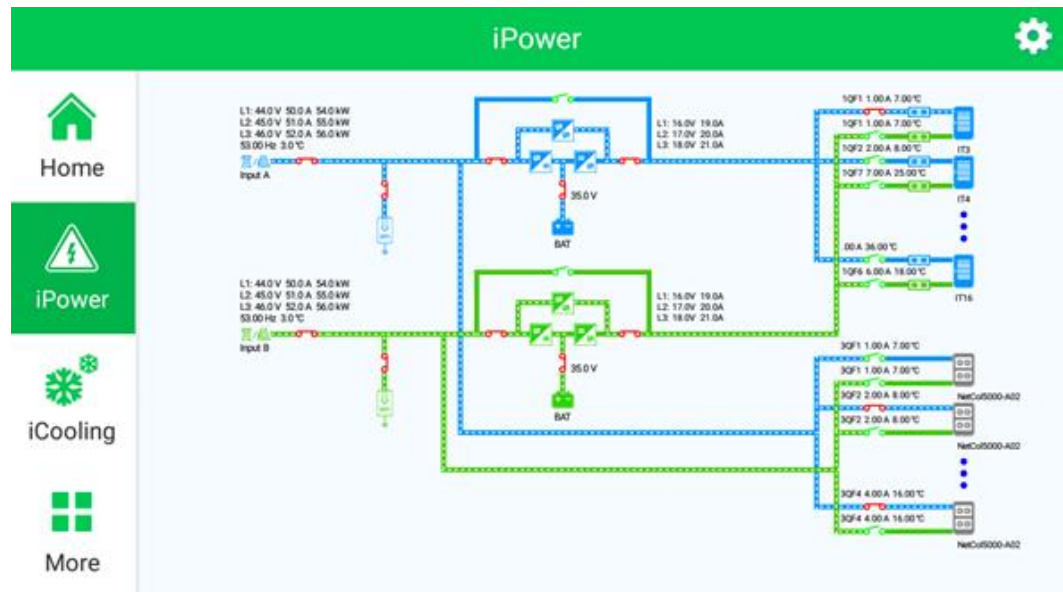 iPower
Home
iPower
iCooling
More
L1: 44.0 V 50.0 A 54.0 kW
L2: 45.0 V 51.0 A 55.0 kW
L3: 46.0 V 52.0 A 56.0 kW
53.00 Hz 3.0 ℃
Input A
L1: 16.0V 19.0A
L2: 17.0V 20.0A
L3: 18.0V 21.0A
35.0 V
BAT
L1: 44.0 V 50.0 A 54.0 kW
L2: 45.0 V 51.0 A 55.0 kW
L3: 46.0 V 52.0 A 56.0 kW
53.00 Hz 3.0 ℃
Input B
L1: 16.0V 19.0A
L2: 17.0V 20.0A
L3: 18.0V 21.0A
35.0 V
BAT
1QF1 1.00 A 7.00℃
1QF1 1.00 A 7.00℃
IT3
1QF2 2.00 A 8.00℃
1QF7 7.00 A 25.00℃
IT4
.00 A 36.00℃
1QF6 6.00 A 18.00℃
IT16
3QF1 1.00 A 7.00℃
3QF1 1.00 A 7.00℃
NetCol5000-A02
3QF2 2.00 A 8.00℃
3QF2 2.00 A 8.00℃
NetCol5000-A02
3QF4 4.00 A 16.00℃
3QF4 4.00 A 16.00℃
NetCol5000-A02